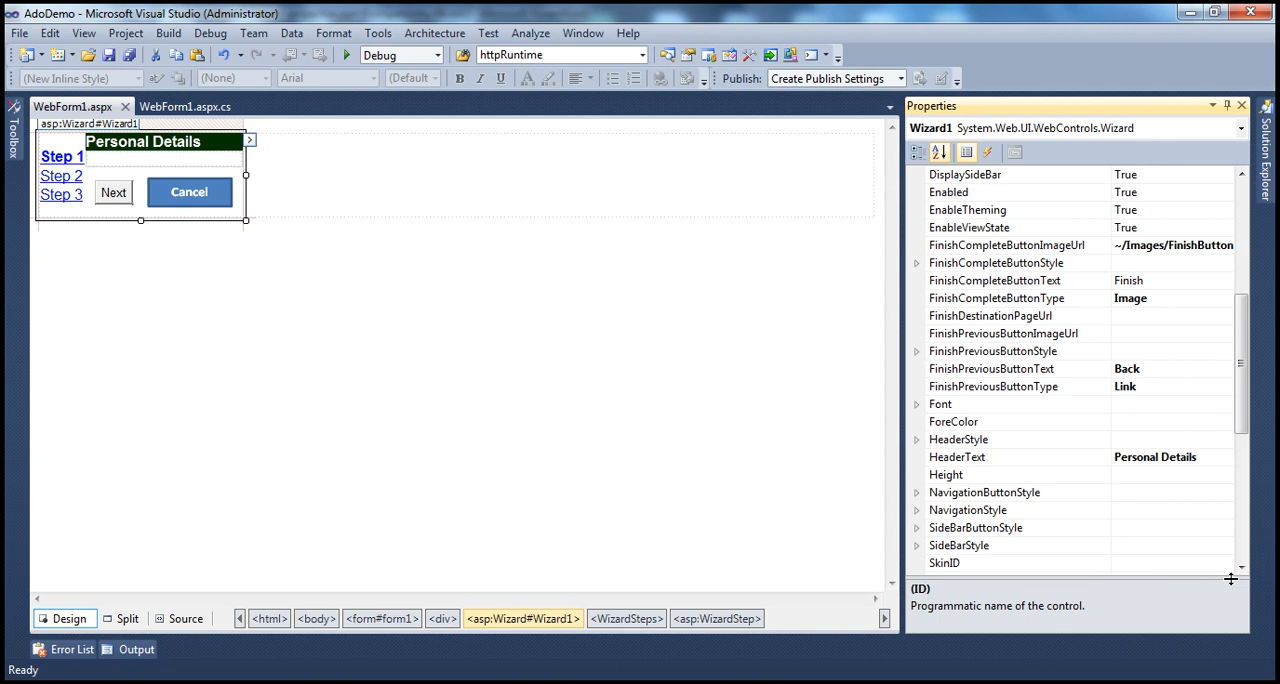 AdoDemo - Microsoft Visual Studio (Administrator)
File Edit View Project Build Debug Team Data Format Tools Architecture Test Analyze Window Help
Debug httpRuntime
(New Inline Style) (None) Arial (Default B I U A Publish: Create Publish Settings
Toolbox
WebForm1.aspx WebForm1.aspx.cs
asp:Wizard#Wizard1
Personal Details
Step 1
Step 2
Step 3
Next Cancel
Design Split Source <html> <body> <form#form1> <div> <asp:Wizard#Wizard1> <WizardSteps> <asp:WizardStep>
Properties
Wizard1 System.Web.UI.WebControls.Wizard
DisplaySideBar True
Enabled True
EnableTheming True
EnableViewState True
FinishCompleteButtonImageUrl ~/Images/FinishButton
FinishCompleteButtonStyle
FinishCompleteButtonText Finish
FinishCompleteButtonType Image
FinishDestinationPageUrl
FinishPreviousButtonImageUrl
FinishPreviousButtonStyle
FinishPreviousButtonText Back
FinishPreviousButtonType Link
Font
ForeColor
HeaderStyle
HeaderText Personal Details
Height
NavigationButtonStyle
NavigationStyle
SideBarButtonStyle
SideBarStyle
SkinID
(ID)
Programmatic name of the control.
Solution Explorer
Error List Output
Ready